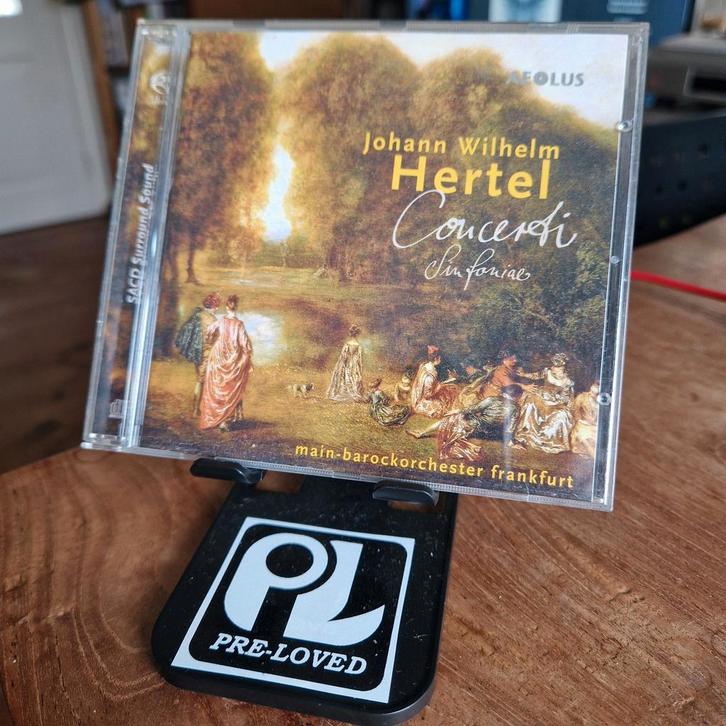 AEOLUS
Johann Wilhelm
Hertel
Concerti
Sinfoniae
main-barockorchester frankfurt
SACD Surround Sound
PL
PRE-LOVED